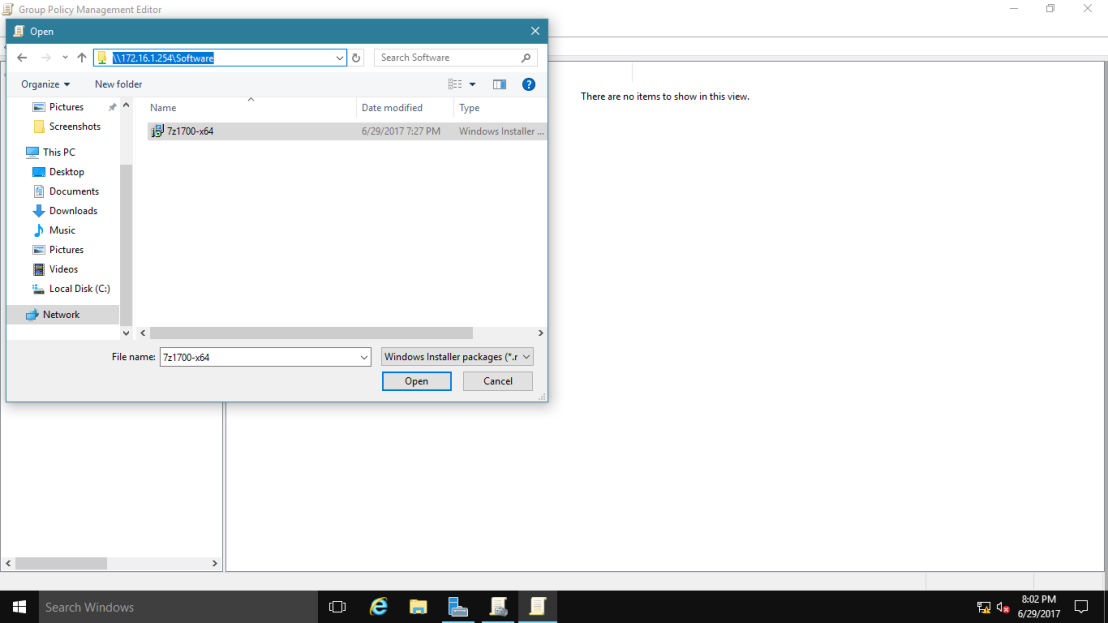 Group Policy Management Editor
Open
\\172.16.1.254\Software
Search Software
Organize
New folder
Name
Date modified
Type
7z1700-x64
6/29/2017 7:27 PM
Windows Installer ...
Pictures
Screenshots
This PC
Desktop
Documents
Downloads
Music
Pictures
Videos
Local Disk (C:)
Network
File name:
7z1700-x64
Windows Installer packages (*.r
Open
Cancel
There are no items to show in this view.
Search Windows
8:02 PM
6/29/2017